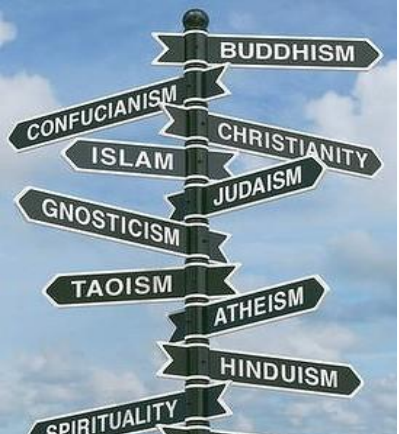 BUDDHISM
CONFUCIANISM
CHRISTIANITY
ISLAM
JUDAISM
GNOSTICISM
TAOISM
ATHEISM
HINDUISM
SPIRITUALITY